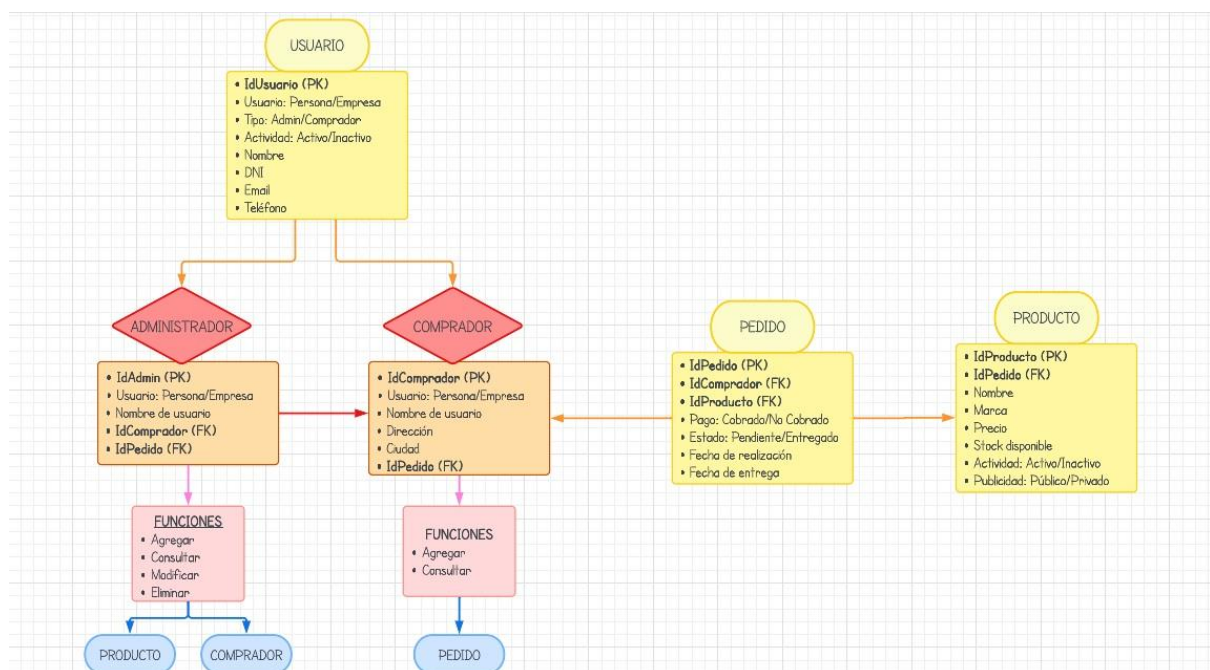 USUARIO
• IdUsuario (PK)
• Usuario: Persona/Empresa
• Tipo: Admin/Comprador
• Actividad: Activo/Inactivo
• Nombre
• DNI
• Email
• Teléfono
ADMINISTRADOR
• IdAdmin (PK)
• Usuario: Persona/Empresa
• Nombre de usuario
• IdComprador (FK)
• IdPedido (FK)
FUNCIONES
• Agregar
• Consultar
• Modificar
• Eliminar
PRODUCTO
COMPRADOR
COMPRADOR
• IdComprador (PK)
• Usuario: Persona/Empresa
• Nombre de usuario
• Dirección
• Ciudad
• IdPedido (FK)
FUNCIONES
• Agregar
• Consultar
PEDIDO
PEDIDO
• IdPedido (PK)
• IdComprador (FK)
• IdProducto (FK)
• Pago: Cobrado/No Cobrado
• Estado: Pendiente/Entregado
• Fecha de realización
• Fecha de entrega
PRODUCTO
• IdProducto (PK)
• IdPedido (FK)
• Nombre
• Marca
• Precio
• Stock disponible
• Actividad: Activo/Inactivo
• Publicidad: Público/Privado